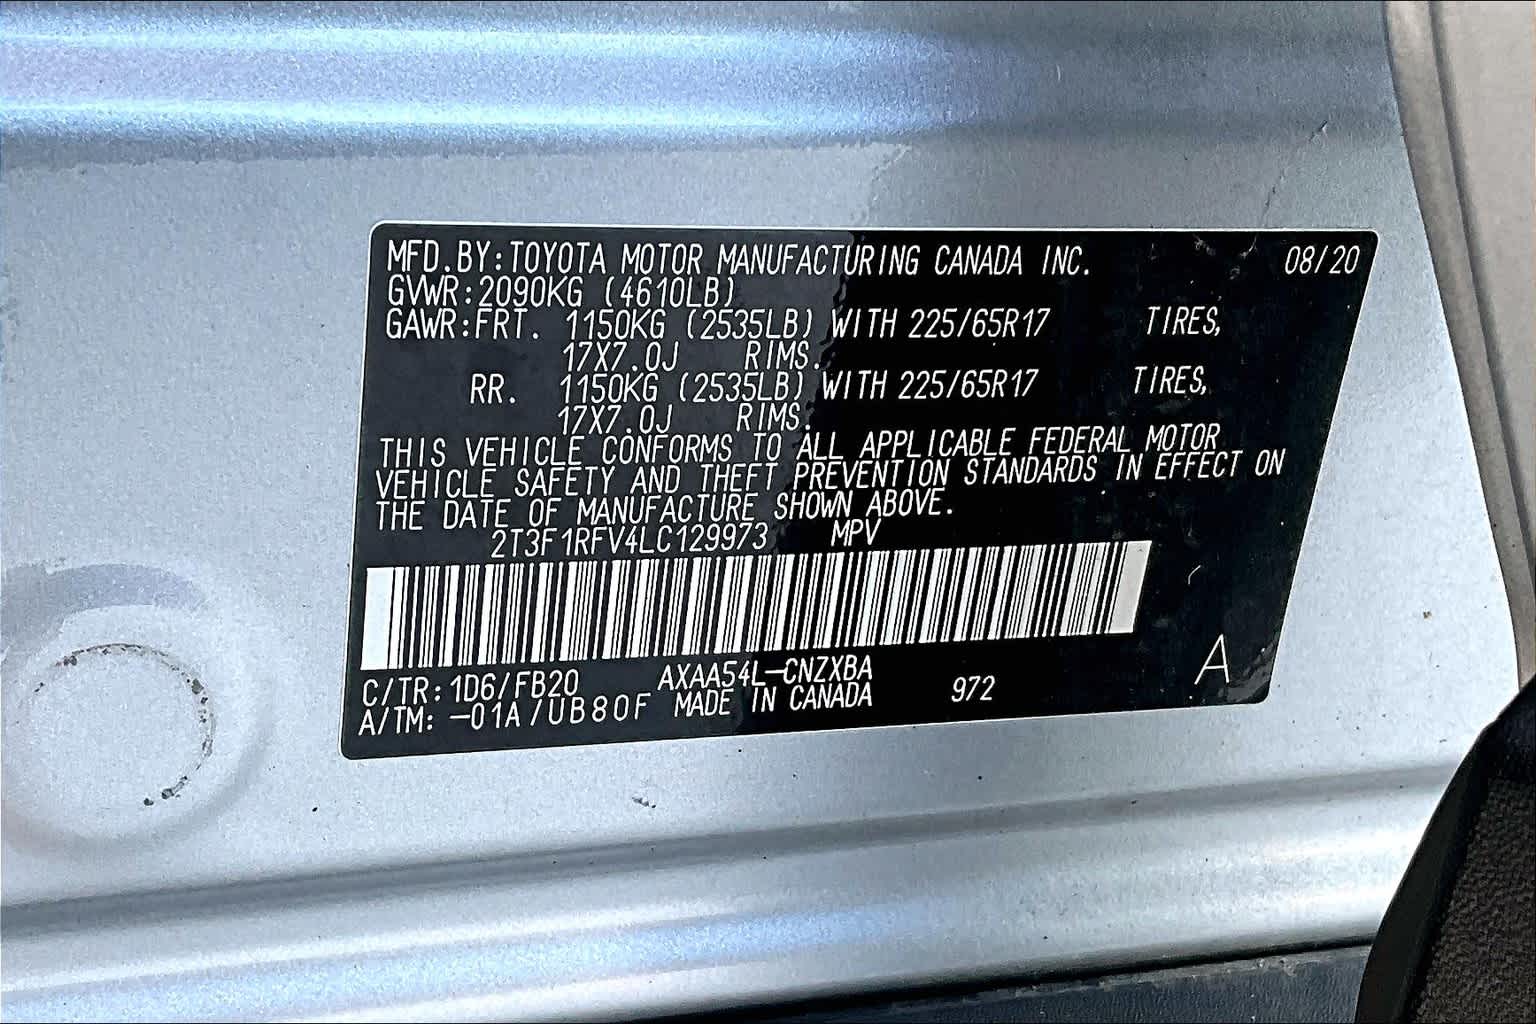 MFD.BY:TOYOTA MOTOR MANUFACTURING CANADA INC. 08/20
GVWR:2090KG (4610LB)
GAWR:FRT. 1150KG (2535LB) WITH 225/65R17 TIRES,
17X7.0J RIMS.
RR. 1150KG (2535LB) WITH 225/65R17 TIRES,
17X7.0J RIMS.
THIS VEHICLE CONFORMS TO ALL APPLICABLE FEDERAL MOTOR
VEHICLE SAFETY AND THEFT PREVENTION STANDARDS IN EFFECT ON
THE DATE OF MANUFACTURE SHOWN ABOVE.
2T3F1RFV4LC129973 MPV
C/TR:1D6/FB20 AXAA54L-CNZXBA
A/TM:-01A/UB80F MADE IN CANADA 972 A